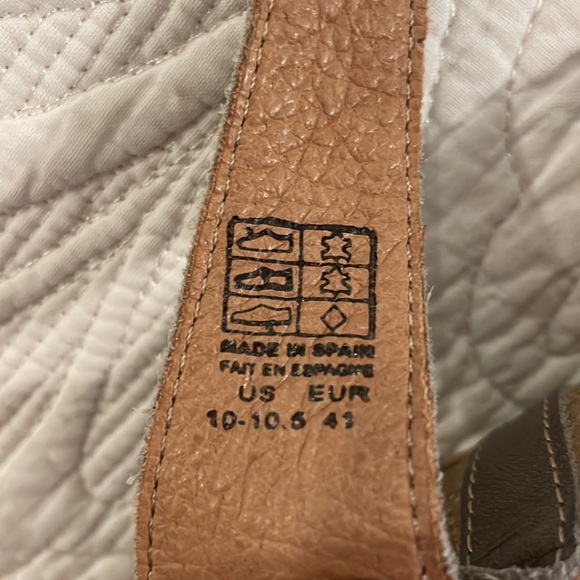 MADE IN SPAIN
FAIT EN ESPAGNE
US EUR
10-10.5 41